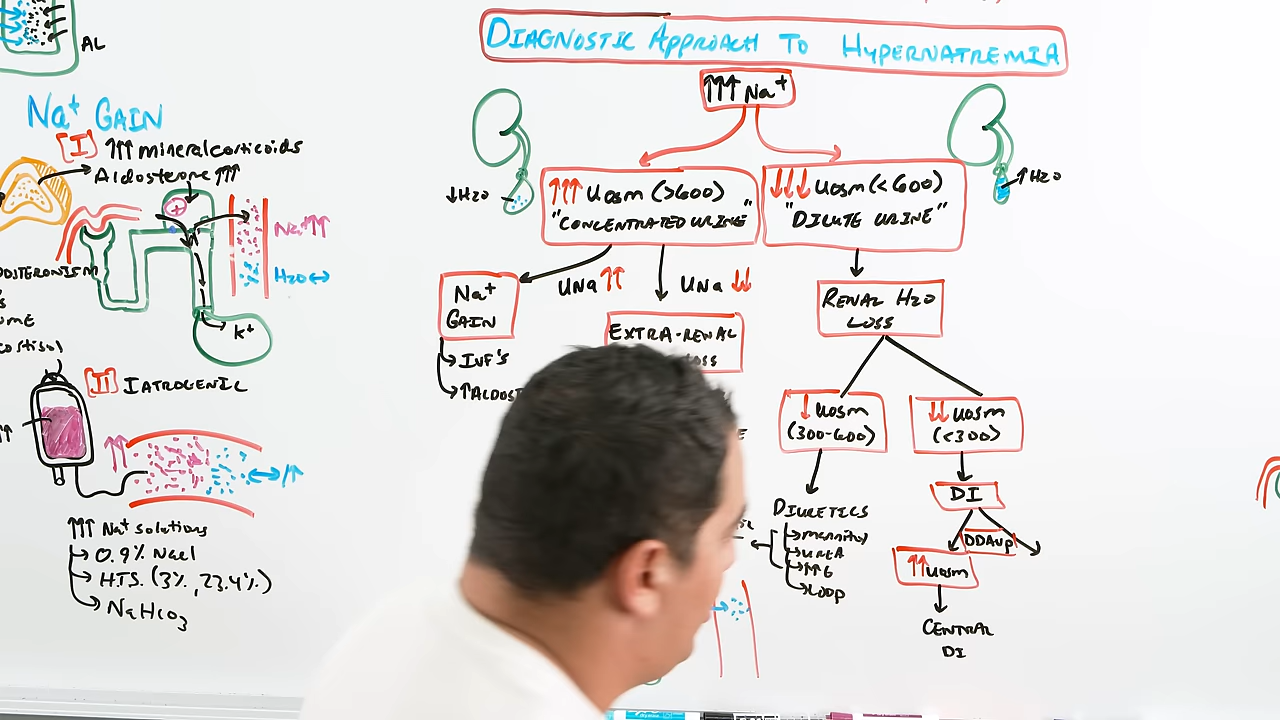 AL
Na⁺ GAIN
[I] ↑↑↑ mineralcorticoids
Aldosterone ↑↑↑
Na⁺↑↑
H2O↔
K⁺
[II] IATROGENIC
↑↑
↑↑↑ Na⁺ solutions
0.9% NaCl
HTS (3%, 23.4%)
NaHCO3
DIAGNOSTIC APPROACH TO HYPERNATREMIA
↑↑↑ Na⁺
↓H2O
↑↑↑ Uosm (>600)
"CONCENTRATED URINE"
↓↓↓ Uosm (<600)
"DILUTE URINE"
↑H2O
UNa ↑↑
UNa ↓↓
Na⁺
GAIN
IVF'S
↑ALDOST
EXTRA-RENAL
RENAL H2O
LOSS
↓ Uosm
(300-600)
↓↓ Uosm
(<300)
DIURETICS
mannitol
UREA
↑↑G
LOOP
DI
DDAVP
↑↑ Uosm
CENTRAL
DI